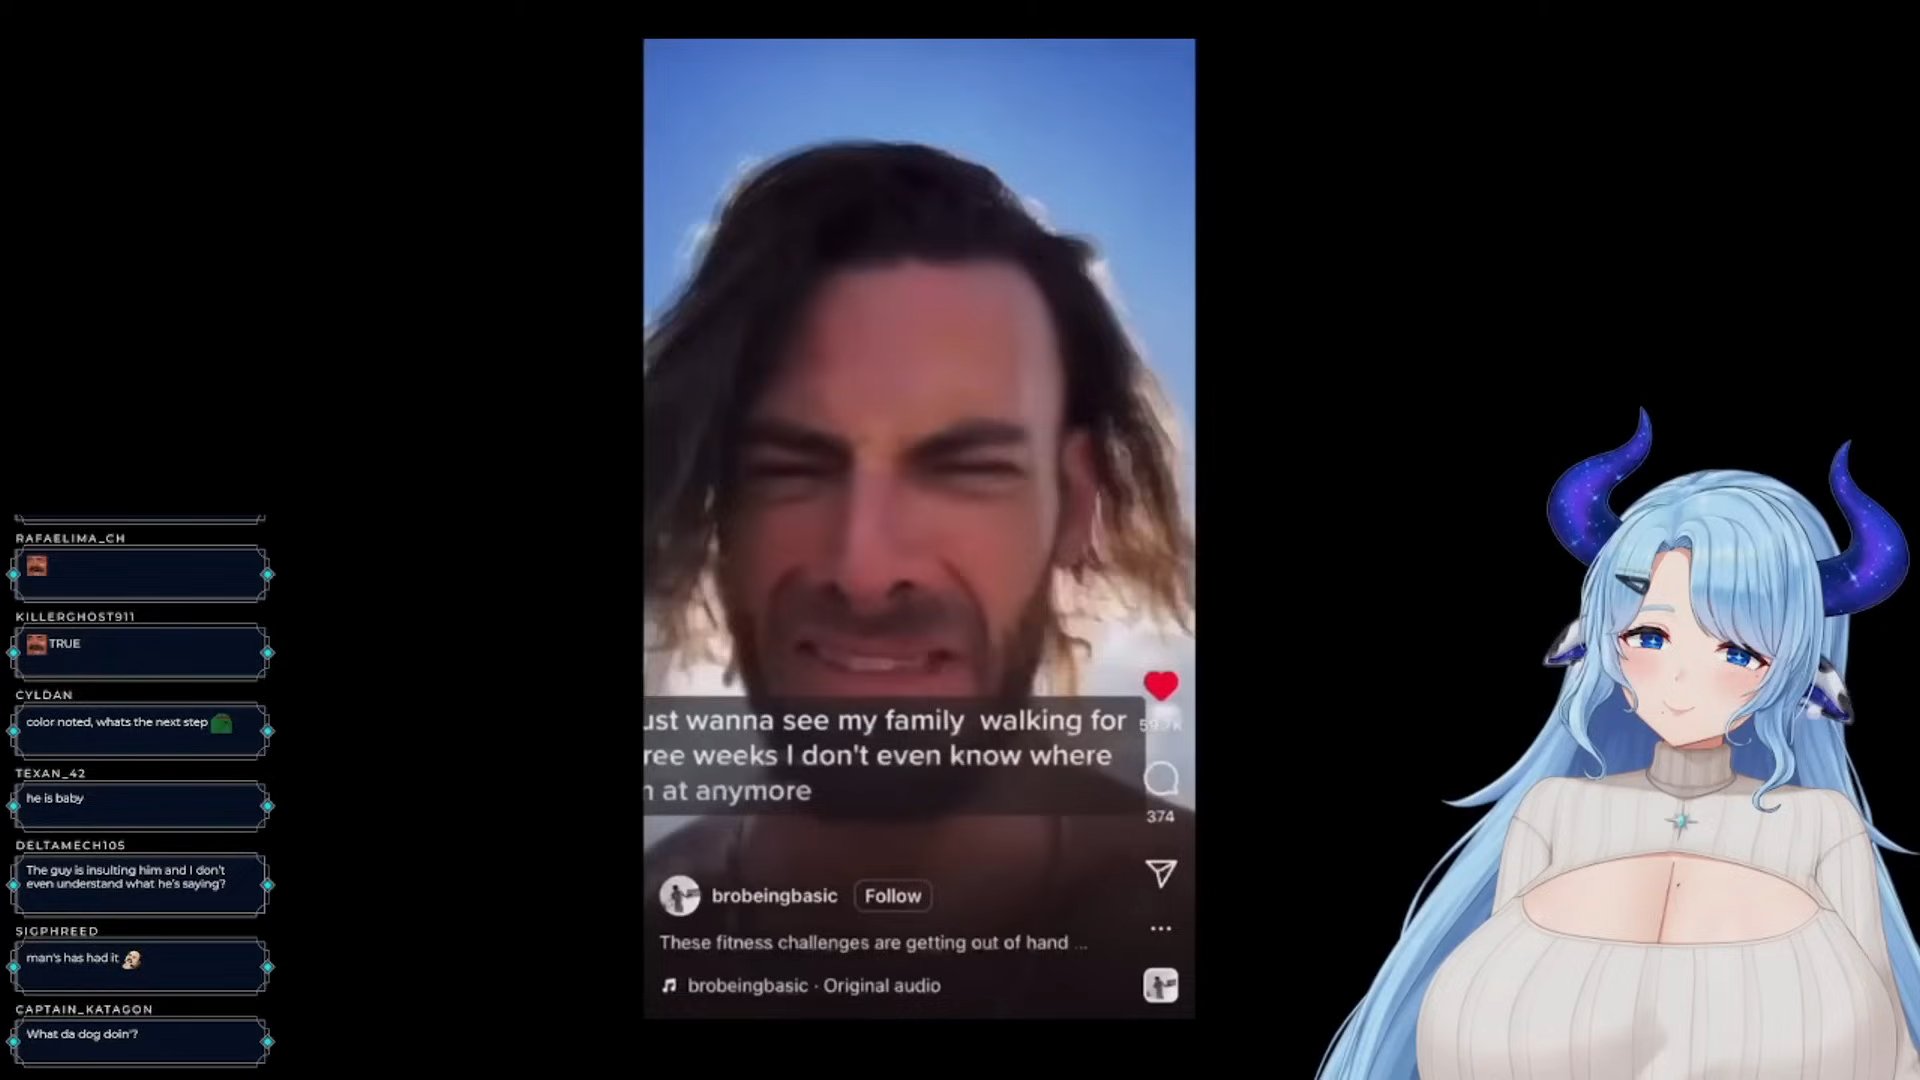 RAFAELIMA_CH
KILLERGHOST911
TRUE
CYLDAN
color noted, whats the next step
TEXAN_42
he is baby
DELTAMECH105
The guy is insulting him and I don't
even understand what he's saying?
SIGPHREED
man's has had it
CAPTAIN_KATAGON
What da dog doin'?
ust wanna see my family walking for
ree weeks I don't even know where
at anymore
59.7K
374
brobeingbasic
Follow
These fitness challenges are getting out of hand ...
brobeingbasic · Original audio